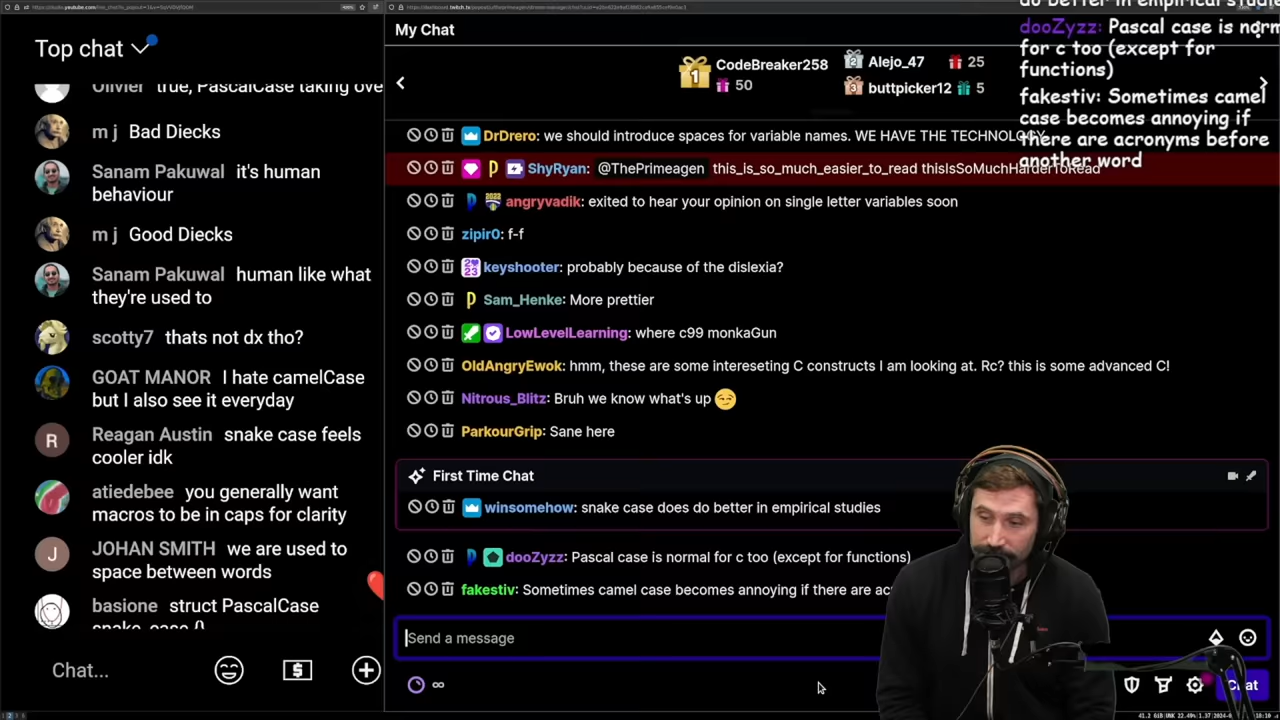 Top chat
Olivier true, PascalCase taking over
m j Bad Diecks
Sanam Pakuwal it's human
behaviour
m j Good Diecks
Sanam Pakuwal human like what
they're used to
scotty7 thats not dx tho?
GOAT MANOR I hate camelCase
but I also see it everyday
Reagan Austin snake case feels
cooler idk
atiedebee you generally want
macros to be in caps for clarity
JOHAN SMITH we are used to
space between words
basione struct PascalCase
snake_case {}
Chat...
My Chat
1 CodeBreaker258
50
2 Alejo_47 25
3 buttpicker12 5
DrDrero: we should introduce spaces for variable names. WE HAVE THE TECHNOLOGY
ShyRyan: @ThePrimeagen this_is_so_much_easier_to_read thisIsSoMuchHarderToRead
angryvadik: exited to hear your opinion on single letter variables soon
zipir0: f-f
keyshooter: probably because of the dislexia?
Sam_Henke: More prettier
LowLevelLearning: where c99 monkaGun
OldAngryEwok: hmm, these are some intereseting C constructs I am looking at. Rc? this is some advanced C!
Nitrous_Blitz: Bruh we know what's up
ParkourGrip: Sane here
First Time Chat
winsomehow: snake case does do better in empirical studies
dooZyzz: Pascal case is normal for c too (except for functions)
fakestiv: Sometimes camel case becomes annoying if there are ac
Send a message
∞
Chat
do better in empirical studies
dooZyzz: Pascal case is norm
for c too (except for
functions)
fakestiv: Sometimes camel
case becomes annoying if
there are acronyms before
another word